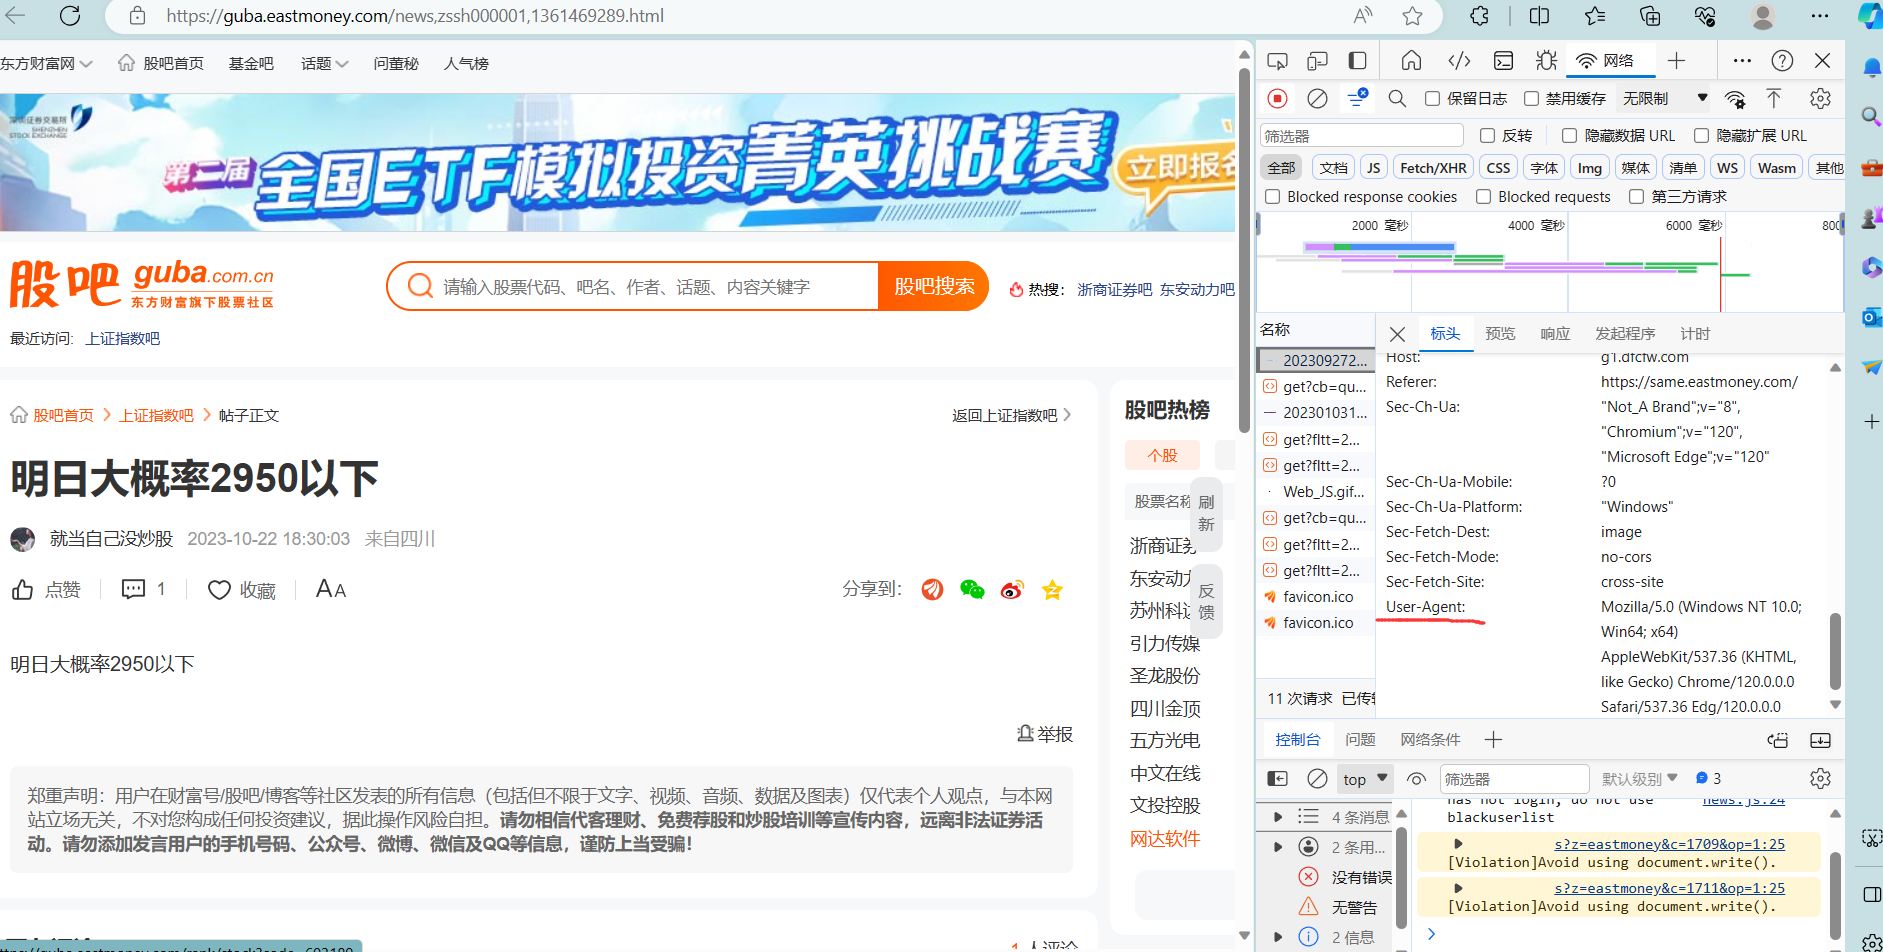 https://guba.eastmoney.com/news,zssh000001,1361469289.html
东方财富网 股吧首页 基金吧 话题 问董秘 人气榜
深圳证券交易所
SHENZHEN
STOCK EXCHANGE
第二届 全国ETF模拟投资菁英挑战赛 立即报名
股吧 guba.com.cn
东方财富旗下股票社区
请输入股票代码、吧名、作者、话题、内容关键字 股吧搜索
热搜： 浙商证券吧 东安动力吧
最近访问: 上证指数吧
股吧首页 上证指数吧 帖子正文 返回上证指数吧
明日大概率2950以下
就当自己没炒股 2023-10-22 18:30:03 来自四川
点赞 1 收藏 AA 分享到：
明日大概率2950以下
举报
郑重声明：用户在财富号/股吧/博客等社区发表的所有信息（包括但不限于文字、视频、音频、数据及图表）仅代表个人观点，与本网
站立场无关，不对您构成任何投资建议，据此操作风险自担。请勿相信代客理财、免费荐股和炒股培训等宣传内容，远离非法证券活
动。请勿添加发言用户的手机号码、公众号、微博、微信及QQ等信息，谨防上当受骗！
1 人评论
股吧热榜
个股
股票名称
刷新
反馈
浙商证券
东安动力
苏州科达
引力传媒
圣龙股份
四川金顶
五方光电
中文在线
文投控股
网达软件
网络
保留日志 禁用缓存 无限制
筛选器 反转 隐藏数据 URL 隐藏扩展 URL
全部 文档 JS Fetch/XHR CSS 字体 Img 媒体 清单 WS Wasm 其他
Blocked response cookies Blocked requests 第三方请求
2000 毫秒 4000 毫秒 6000 毫秒 800
名称
202309272...
get?cb=qu...
202301031...
get?fltt=2...
get?fltt=2...
Web_JS.gif...
get?cb=qu...
get?fltt=2...
get?fltt=2...
favicon.ico
favicon.ico
11 次请求 已传输
标头 预览 响应 发起程序 计时
Host: g1.dfcfw.com
Referer: https://same.eastmoney.com/
Sec-Ch-Ua: "Not_A Brand";v="8",
"Chromium";v="120",
"Microsoft Edge";v="120"
Sec-Ch-Ua-Mobile: ?0
Sec-Ch-Ua-Platform: "Windows"
Sec-Fetch-Dest: image
Sec-Fetch-Mode: no-cors
Sec-Fetch-Site: cross-site
User-Agent: Mozilla/5.0 (Windows NT 10.0;
Win64; x64)
AppleWebKit/537.36 (KHTML,
like Gecko) Chrome/120.0.0.0
Safari/537.36 Edg/120.0.0.0
控制台 问题 网络条件
top 筛选器 默认级别 3
4 条消息
2 条用...
没有错误
无警告
2 信息
has not login, do not use news.js:24
blackuserlist
s?z=eastmoney&c=1709&op=1:25
[Violation]Avoid using document.write().
s?z=eastmoney&c=1711&op=1:25
[Violation]Avoid using document.write().